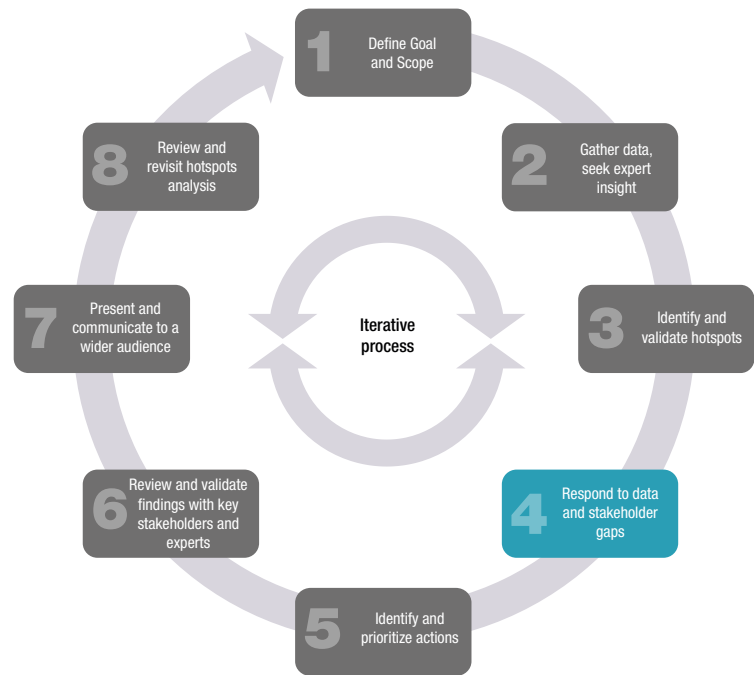 1
Define Goal
and Scope
2
Gather data,
seek expert
insight
3
Identify and
validate hotspots
4
Respond to data
and stakeholder
gaps
5
Identify and
prioritize actions
6
Review and validate
findings with key
stakeholders and
experts
7
Present and
communicate to a
wider audience
8
Review and
revisit hotspots
analysis
Iterative
process